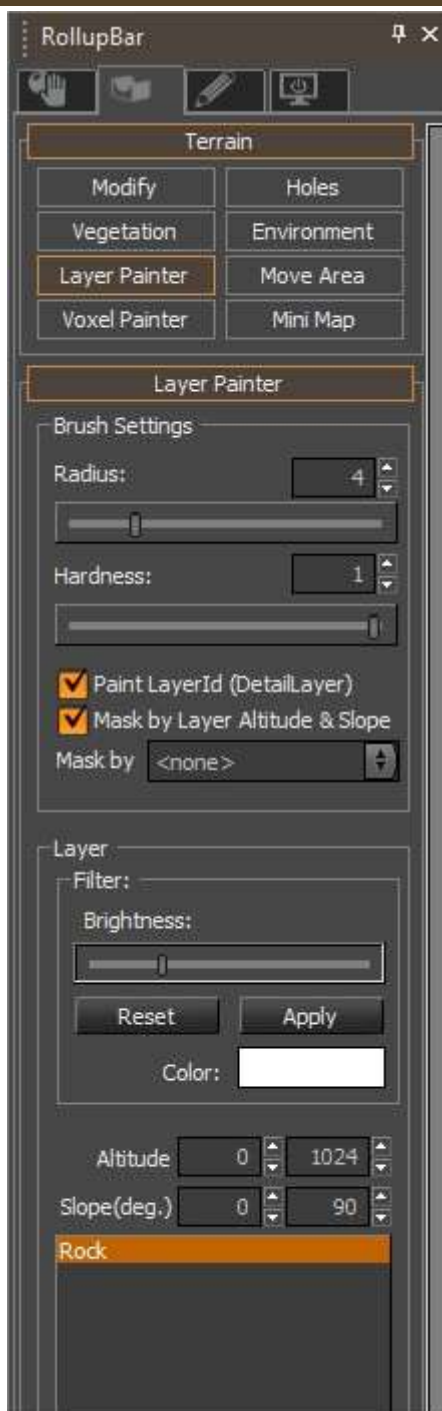 RollupBar
Terrain
Modify Holes
Vegetation Environment
Layer Painter Move Area
Voxel Painter Mini Map
Layer Painter
Brush Settings
Radius: 4
Hardness: 1
Paint LayerId (DetailLayer)
Mask by Layer Altitude & Slope
Mask by <none>
Layer
Filter:
Brightness:
Reset Apply
Color:
Altitude 0 1024
Slope(deg.) 0 90
Rock